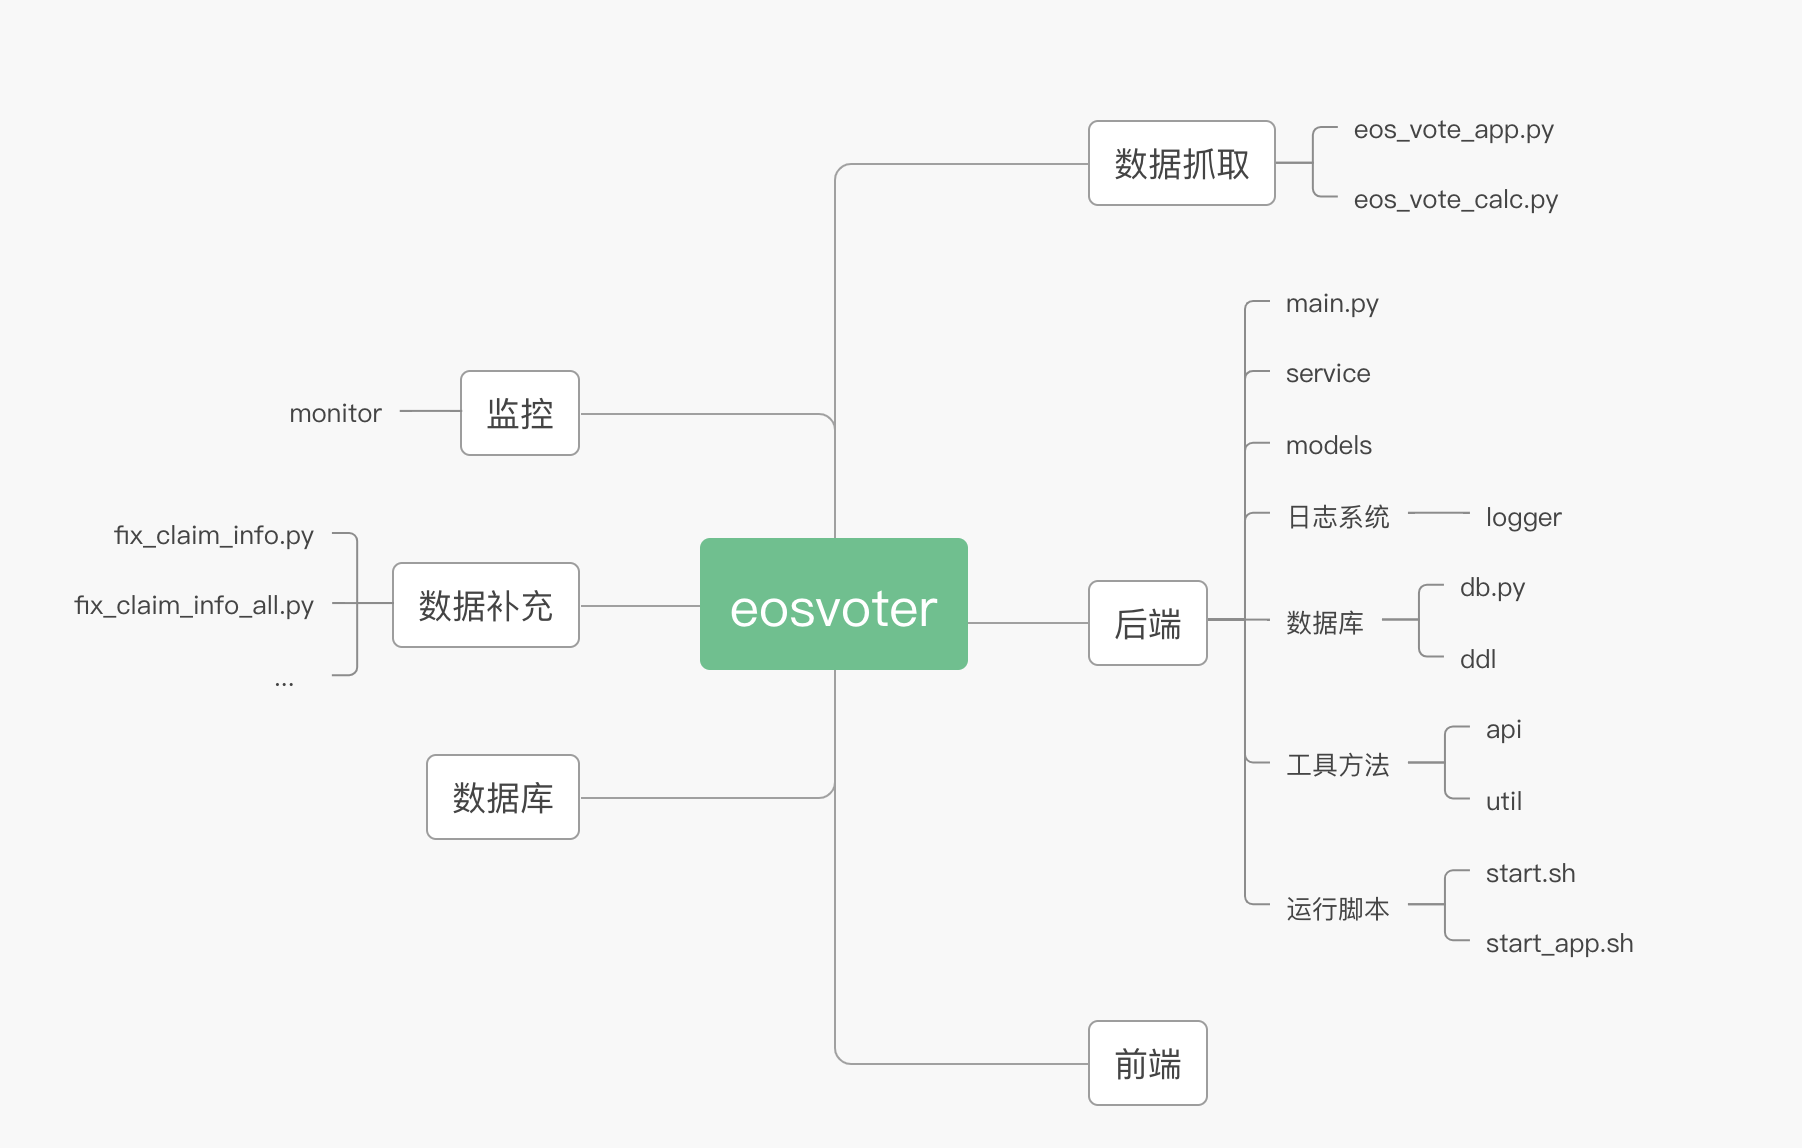 eosvoter
数据抓取
eos_vote_app.py
eos_vote_calc.py
后端
main.py
service
models
日志系统
logger
数据库
db.py
ddl
工具方法
api
util
运行脚本
start.sh
start_app.sh
前端
监控
monitor
数据补充
fix_claim_info.py
fix_claim_info_all.py
...
数据库